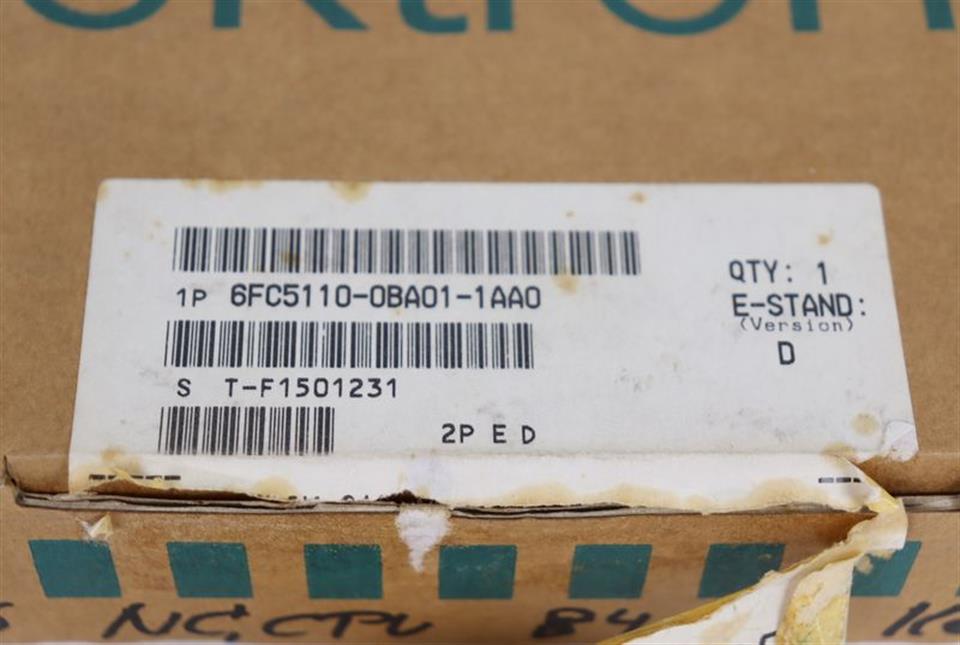 1P 6FC5110-0BA01-1AA0
QTY: 1
E-STAND:
(Version)
D
S T-F1501231
2P E D
NC, CPU 84